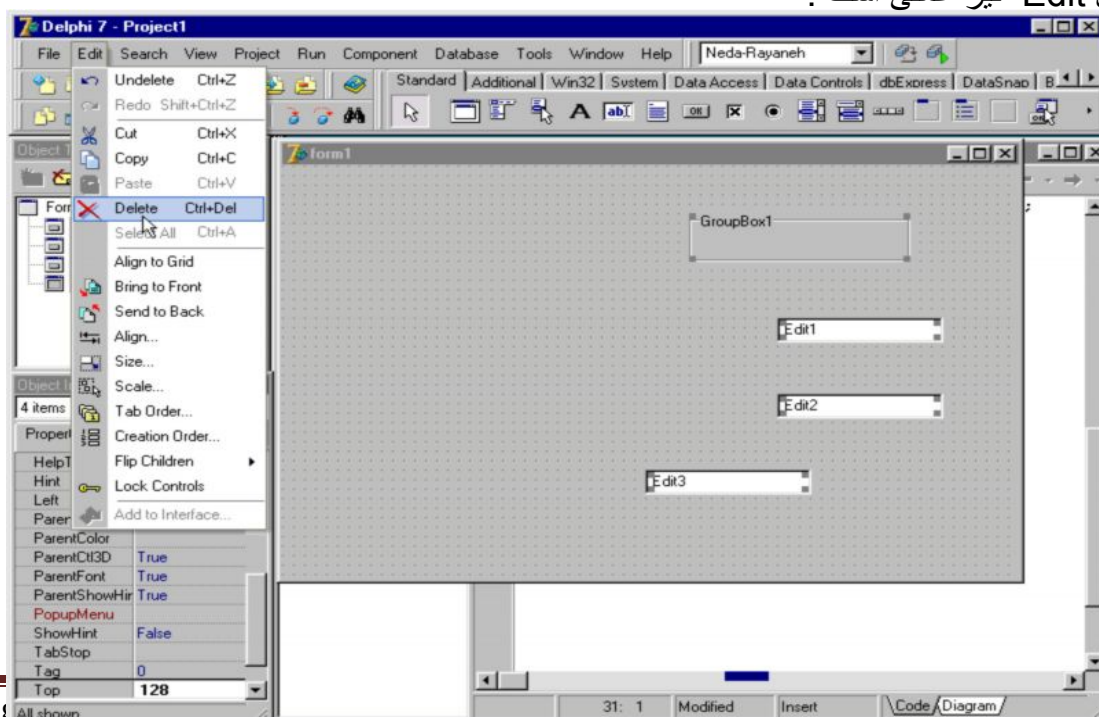 Edit
Delphi 7 - Project1
File Edit Search View Project Run Component Database Tools Window Help Neda-Rayaneh
Standard Additional Win32 System Data Access Data Controls dbExpress DataSnap B
Undelete Ctrl+Z
Redo Shift+Ctrl+Z
Cut Ctrl+X
Copy Ctrl+C
Paste Ctrl+V
Delete Ctrl+Del
Select All Ctrl+A
Align to Grid
Bring to Front
Send to Back
Align...
Size...
Scale...
Tab Order...
Creation Order...
Flip Children
Lock Controls
Add to Interface...
form1
GroupBox1
Edit1
Edit2
Edit3
4 items
Hint
Left
ParentColor
ParentCtl3D True
ParentFont True
ParentShowHir True
PopupMenu
ShowHint False
TabStop
Tag 0
Top 128
All shown
31: 1 Modified Insert Code Diagram